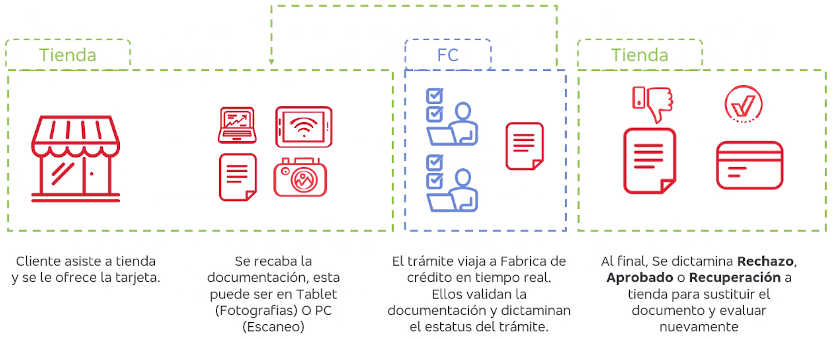 Tienda
FC
Tienda
Cliente asiste a tienda
y se le ofrece la tarjeta.
Se recaba la
documentación, esta
puede ser en Tablet
(Fotografias) O PC
(Escaneo)
El trámite viaja a Fabrica de
crédito en tiempo real.
Ellos validan la
documentación y dictaminan
el estatus del trámite.
Al final, Se dictamina Rechazo,
Aprobado o Recuperación a
tienda para sustituir el
documento y evaluar
nuevamente